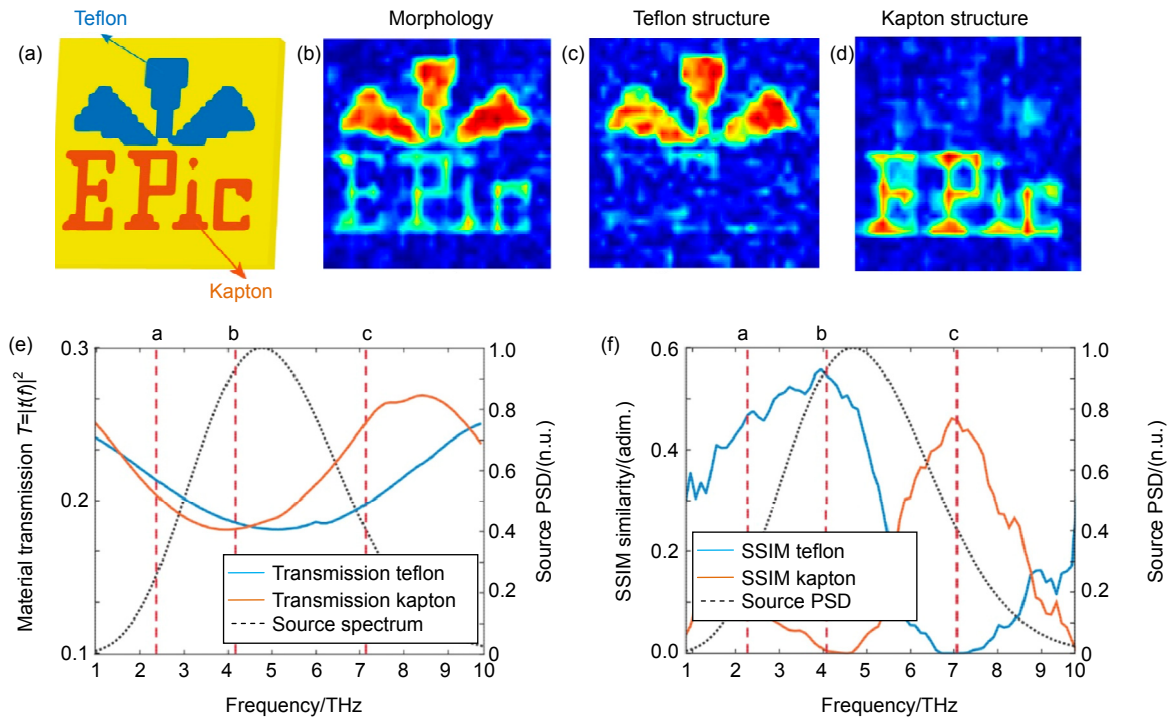 Morphology
Teflon structure
Kapton structure
(a)
Teflon
EPic
Kapton
(b)
EPic
(c)
(d)
EPic
(e)
a
b
c
Material transmission T=|t(f)|²
0.3
0.2
0.1
1.0
0.8
0.6
0.4
0.2
0
Source PSD/(n.u.)
Transmission teflon
Transmission kapton
Source spectrum
1 2 3 4 5 6 7 8 9 10
Frequency/THz
(f)
a
b
c
SSIM similarity/(adim.)
0.6
0.4
0.2
0.0
1.0
0.8
0.6
0.4
0.2
0
Source PSD/(n.u.)
SSIM teflon
SSIM kapton
Source PSD
1 2 3 4 5 6 7 8 9 10
Frequency/THz